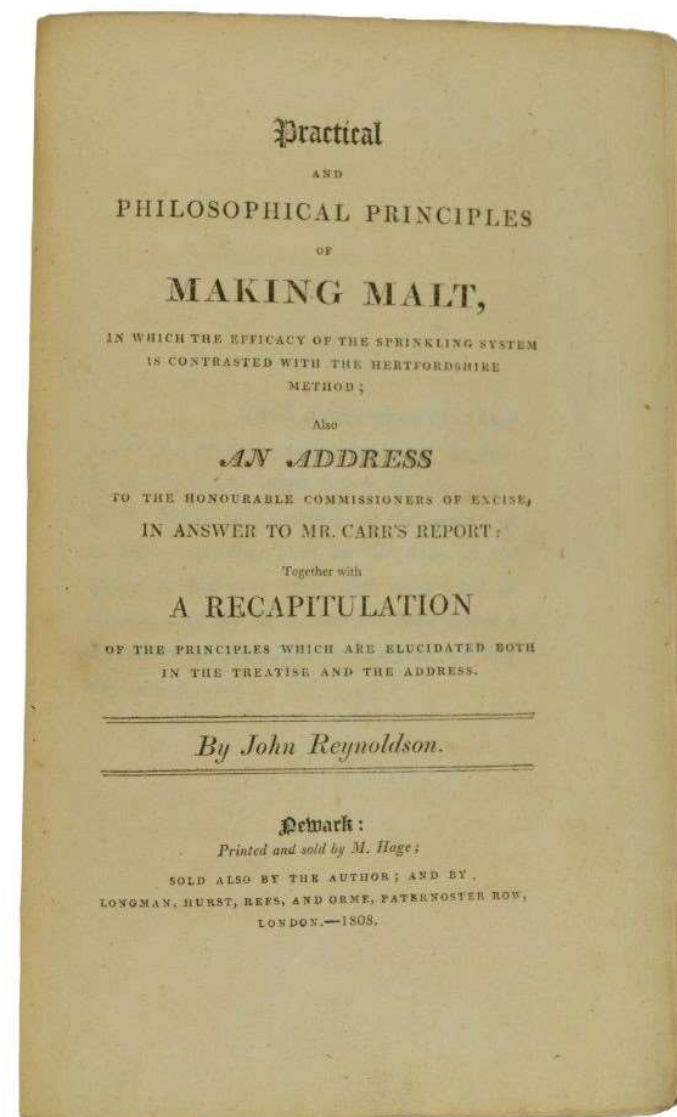 Practical
AND
PHILOSOPHICAL PRINCIPLES
OF
MAKING MALT,
IN WHICH THE EFFICACY OF THE SPRINKLING SYSTEM
IS CONTRASTED WITH THE HERTFORDSHIRE
METHOD;
Also
AN ADDRESS
TO THE HONOURABLE COMMISSIONERS OF EXCISE,
IN ANSWER TO MR. CARR'S REPORT:
Together with
A RECAPITULATION
OF THE PRINCIPLES WHICH ARE ELUCIDATED BOTH
IN THE TREATISE AND THE ADDRESS.
By John Reynoldson.
Newark:
Printed and sold by M. Hage;
SOLD ALSO BY THE AUTHOR; AND BY
LONGMAN, HURST, REES, AND ORME, PATERNOSTER ROW,
LONDON.—1808.